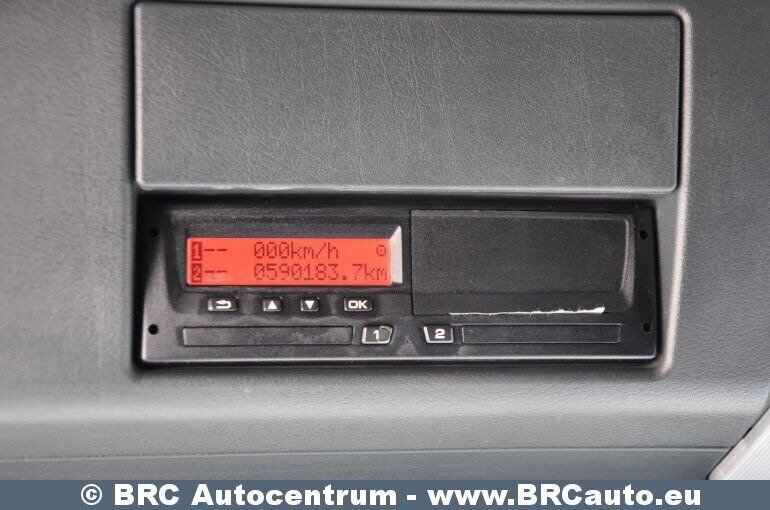 1-- 000km/h
2-- 0590183.7km
OK
1 2
© BRC Autocentrum - www.BRCauto.eu